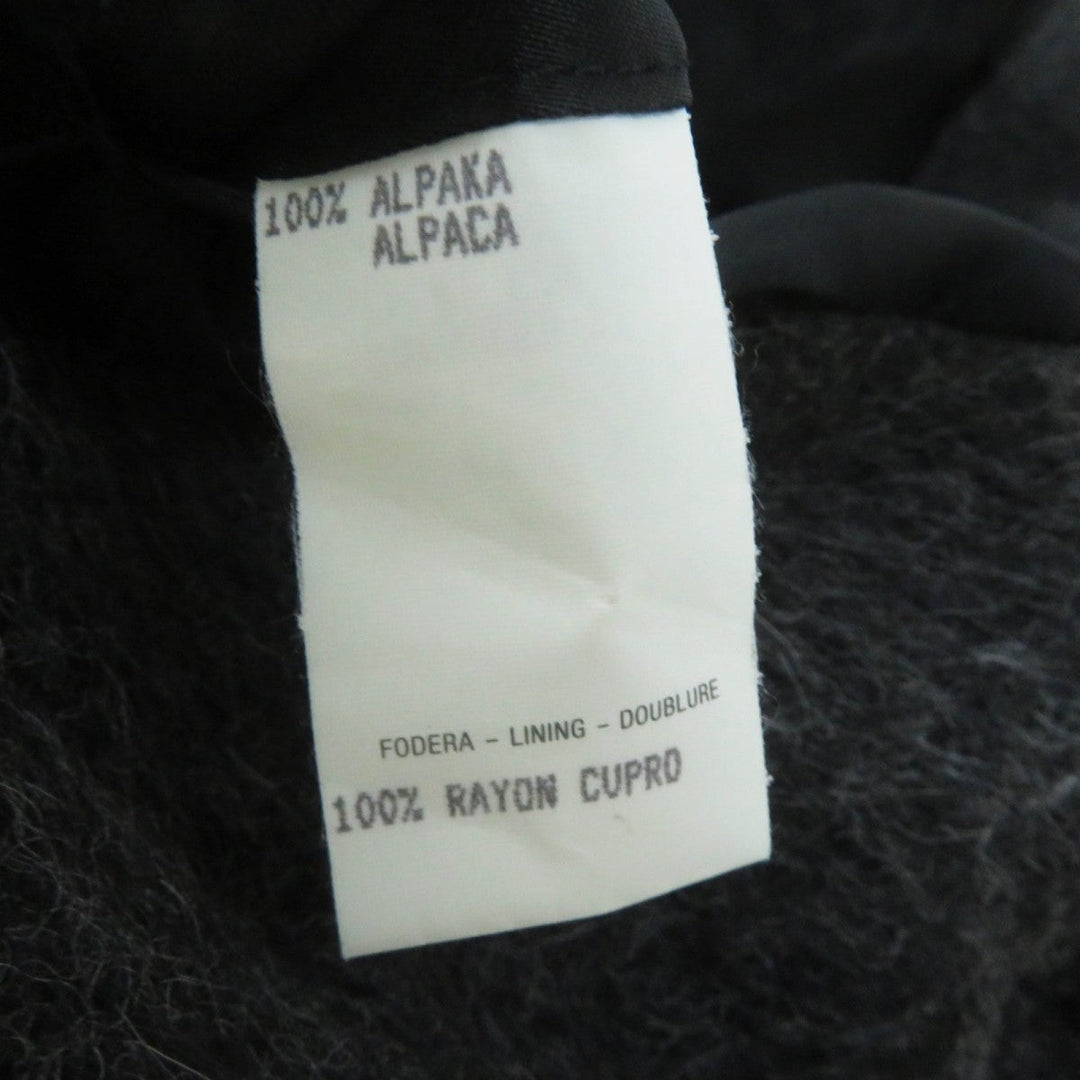 100% ALPAKA
ALPACA
FODERA - LINING - DOUBLURE
100% RAYON CUPRO